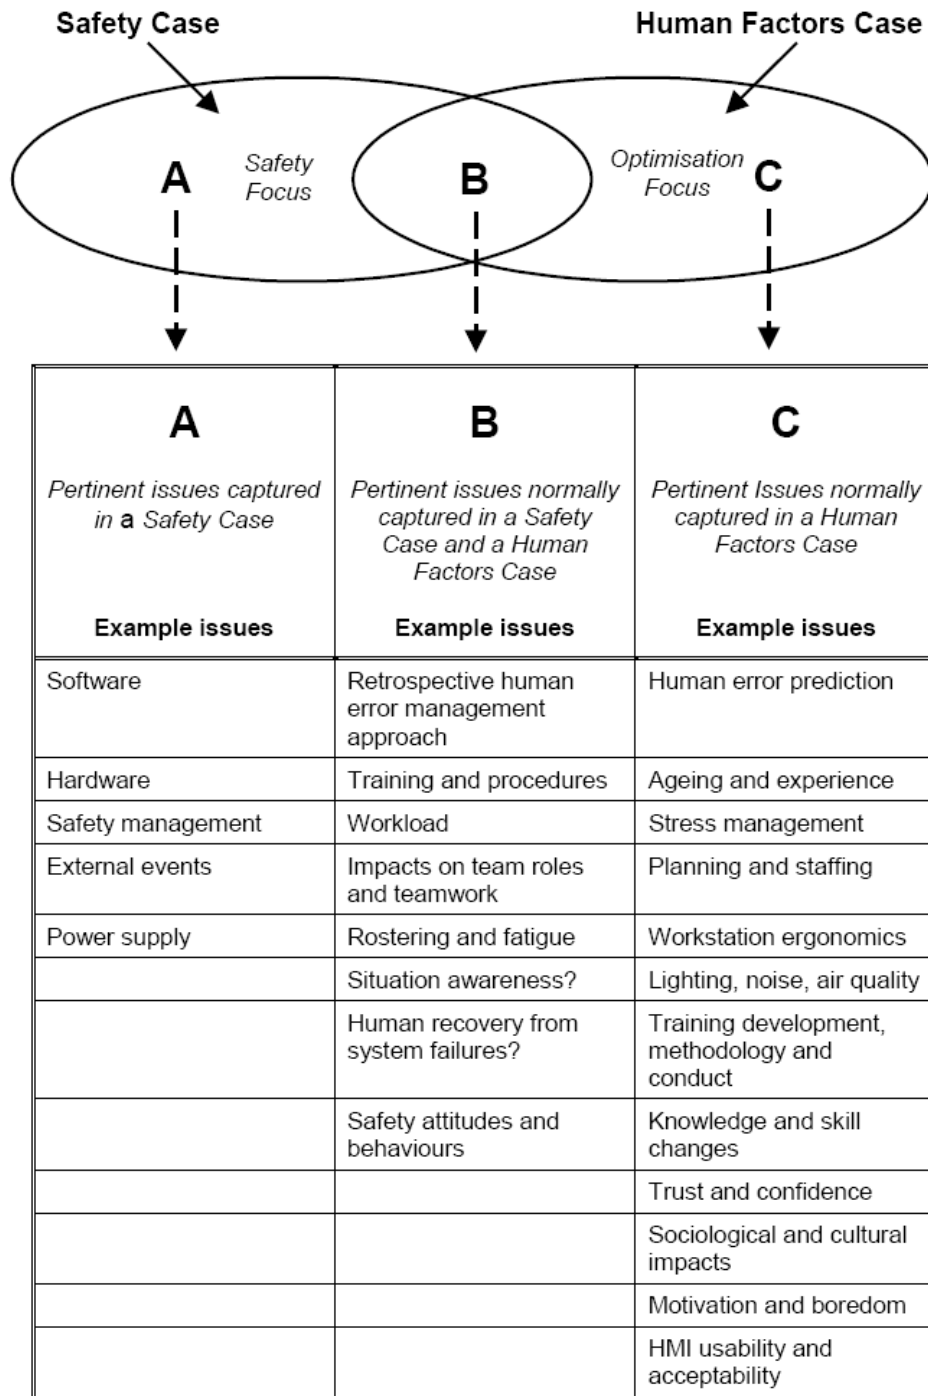 Safety Case
Human Factors Case
A
Safety
Focus
B
Optimisation
Focus
C
A
Pertinent issues captured
in a Safety Case
Example issues
B
Pertinent issues normally
captured in a Safety
Case and a Human
Factors Case
Example issues
C
Pertinent Issues normally
captured in a Human
Factors Case
Example issues
Software
Retrospective human
error management
approach
Human error prediction
Hardware
Training and procedures
Ageing and experience
Safety management
Workload
Stress management
External events
Impacts on team roles
and teamwork
Planning and staffing
Power supply
Rostering and fatigue
Workstation ergonomics
Situation awareness?
Lighting, noise, air quality
Human recovery from
system failures?
Training development,
methodology and
conduct
Safety attitudes and
behaviours
Knowledge and skill
changes
Trust and confidence
Sociological and cultural
impacts
Motivation and boredom
HMI usability and
acceptability